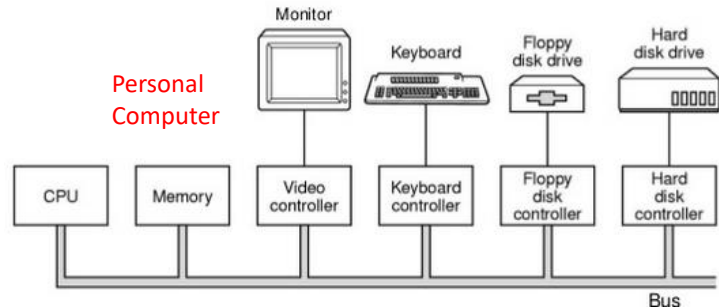 Monitor
Keyboard
Floppy
disk drive
Hard
disk drive
Personal
Computer
CPU
Memory
Video
controller
Keyboard
controller
Floppy
disk
controller
Hard
disk
controller
Bus